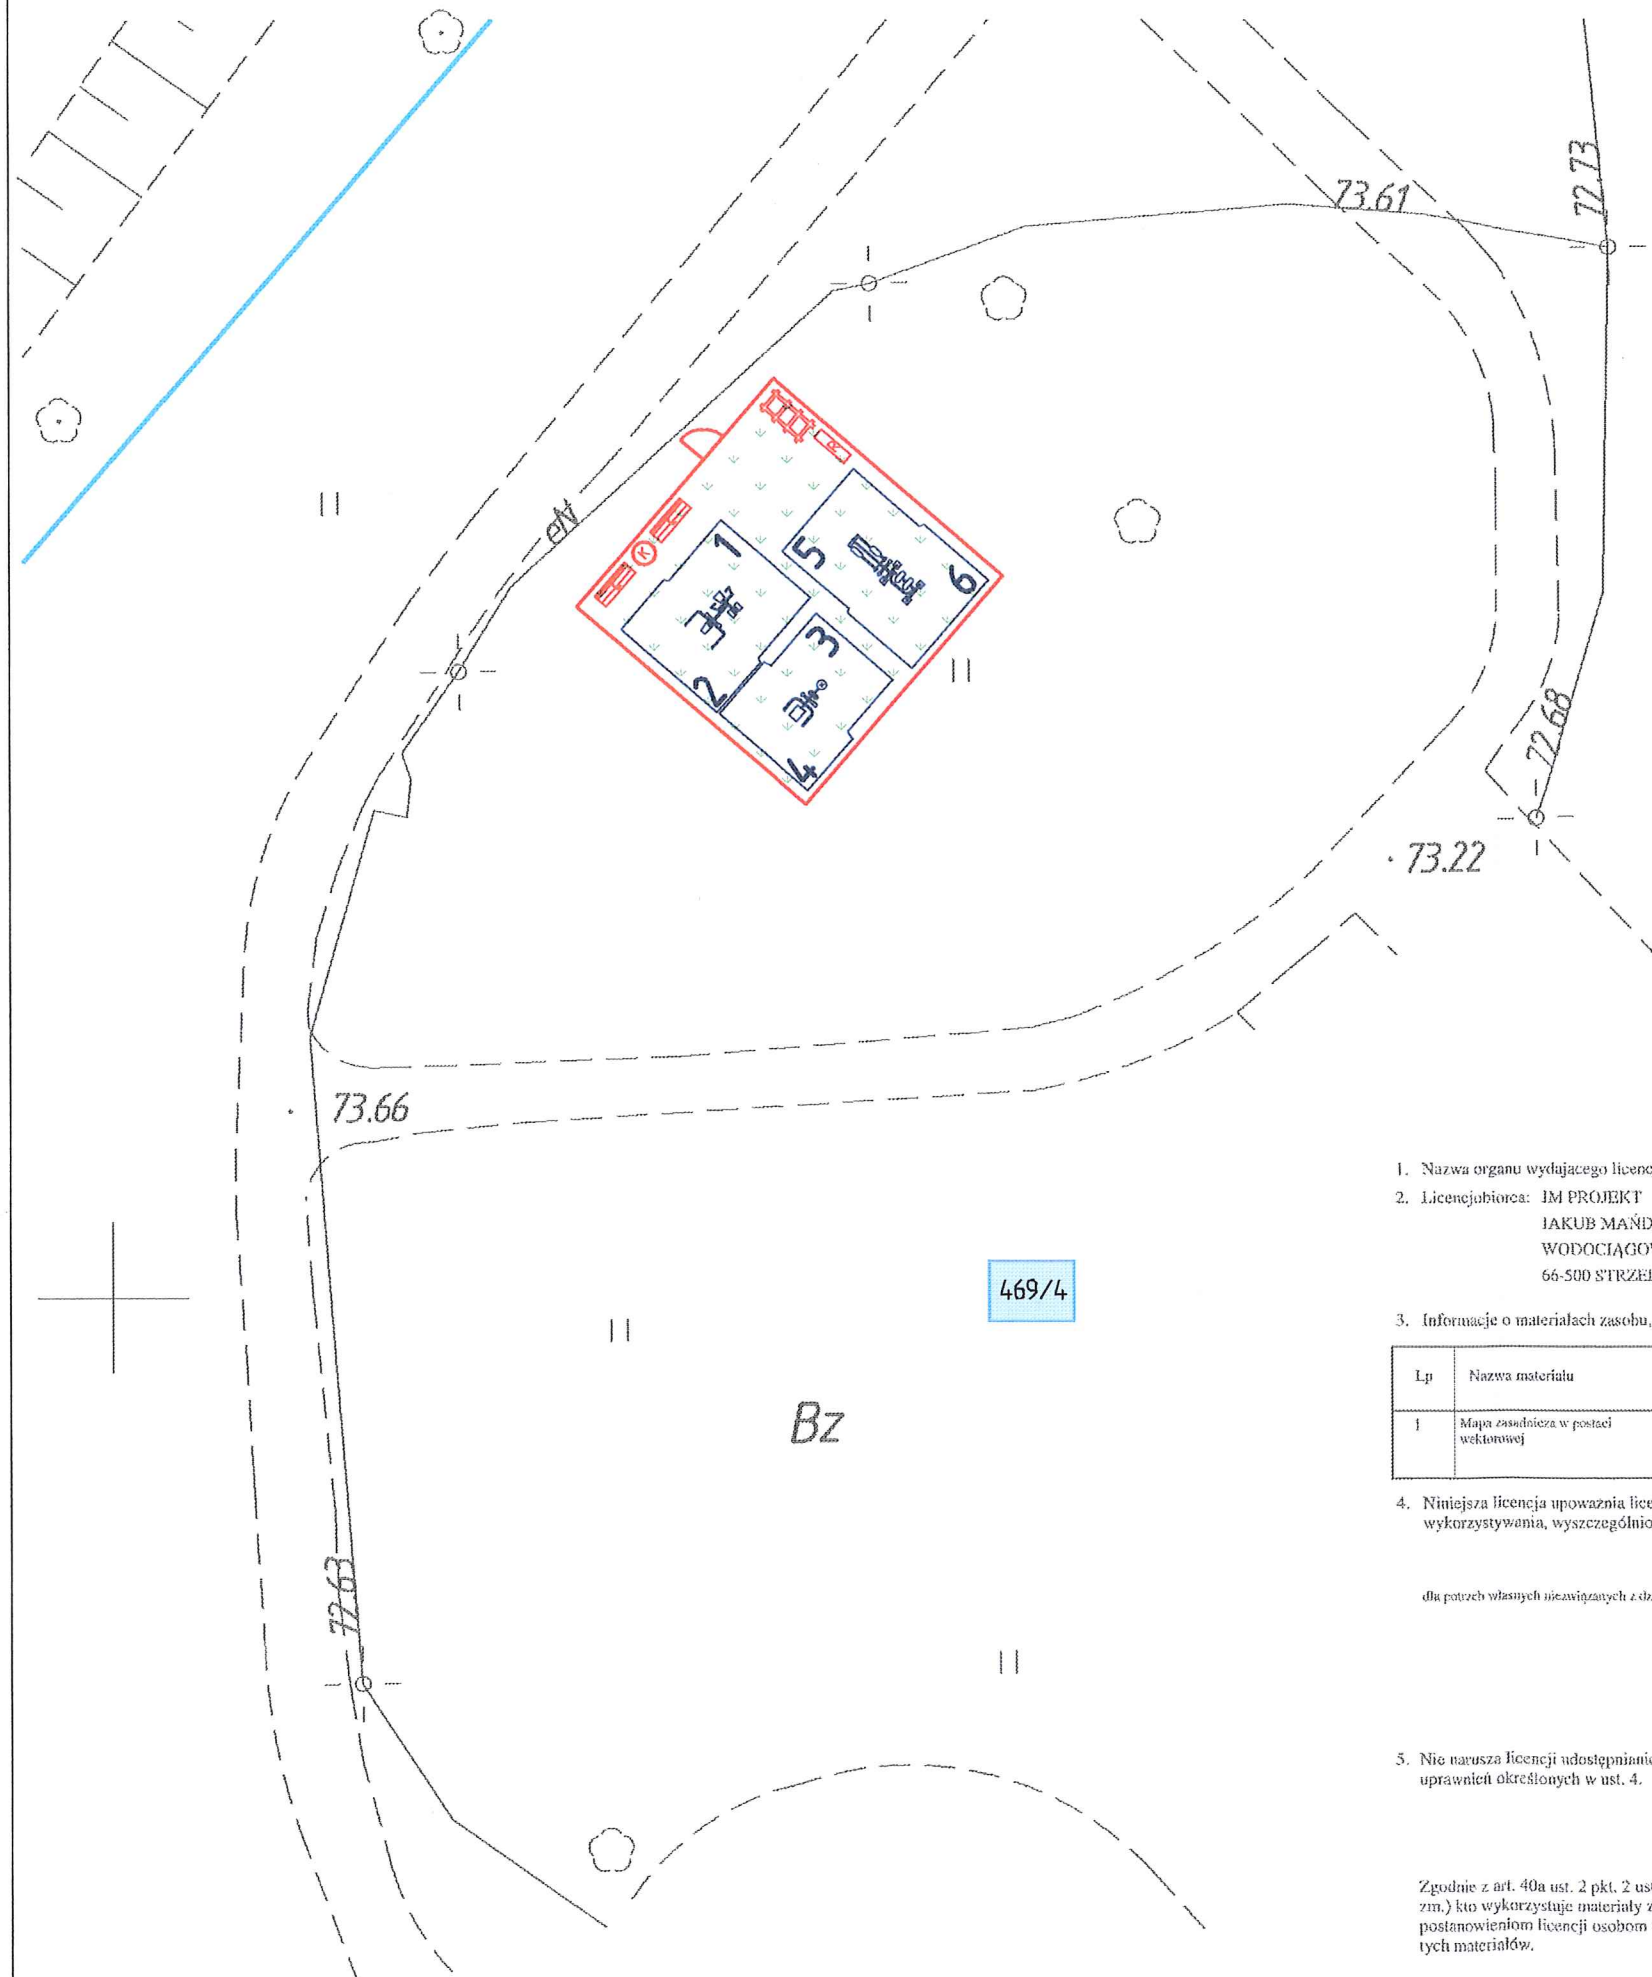 73.61
72.73
Na
R
1
5
K
6
3
2
4
72.68
73.22
73.66
469/4
Bz
72.63
1. Nazwa organu wydającego licenc
2. Licencjobiorca: JM PROJEKT
JAKUB MAŃD
WODOCIĄGOW
66-500 STRZEL
3. Informacje o materiałach zasobu,
Lp Nazwa materiału
1 Mapa zasadnicza w postaci
wektorowej
4. Niniejsza licencja upoważnia lice
wykorzystywania, wyszczególnio
dla potrzeb własnych niezwiązanych z dz
5. Nie narusza licencji udostępnianie
uprawnień określonych w ust. 4.
Zgodnie z art. 40a ust. 2 pkt. 2 ust
zm.) kto wykorzystuje materiały z
postanowieniom licencji osobom
tych materiałów.